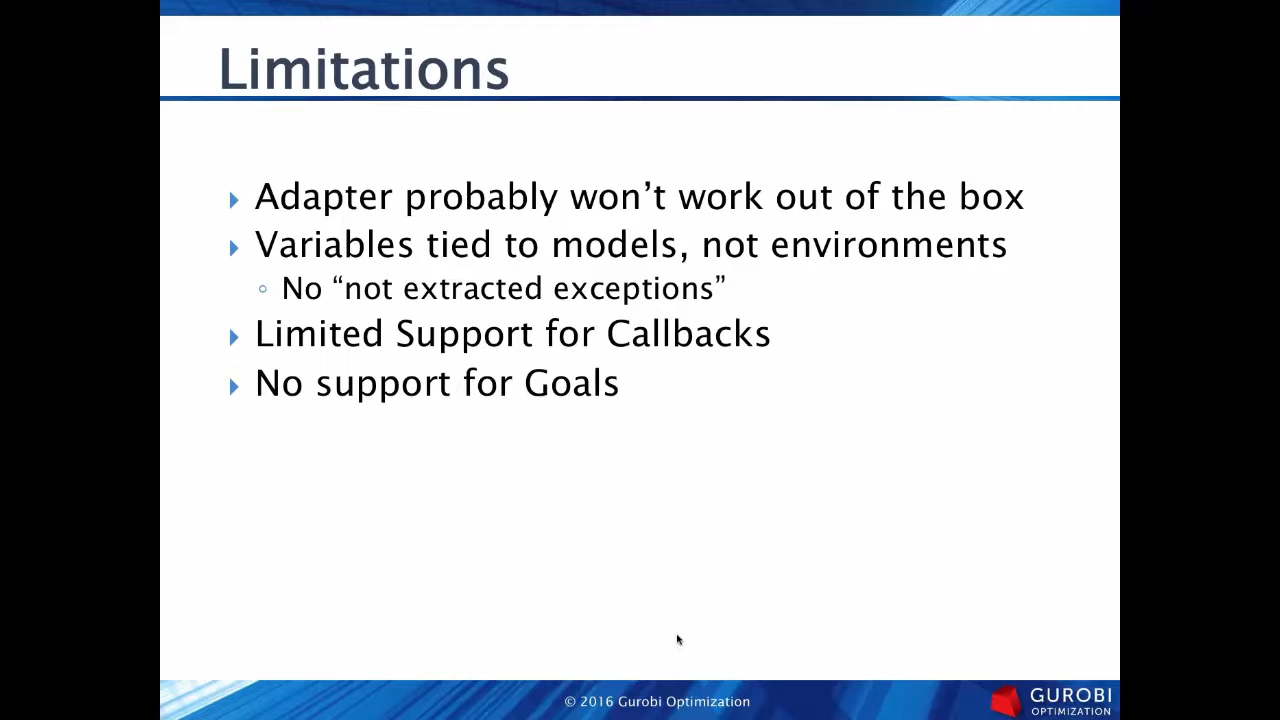 Limitations
Adapter probably won’t work out of the box
Variables tied to models, not environments
No “not extracted exceptions”
Limited Support for Callbacks
No support for Goals
© 2016 Gurobi Optimization
GUROBI
OPTIMIZATION